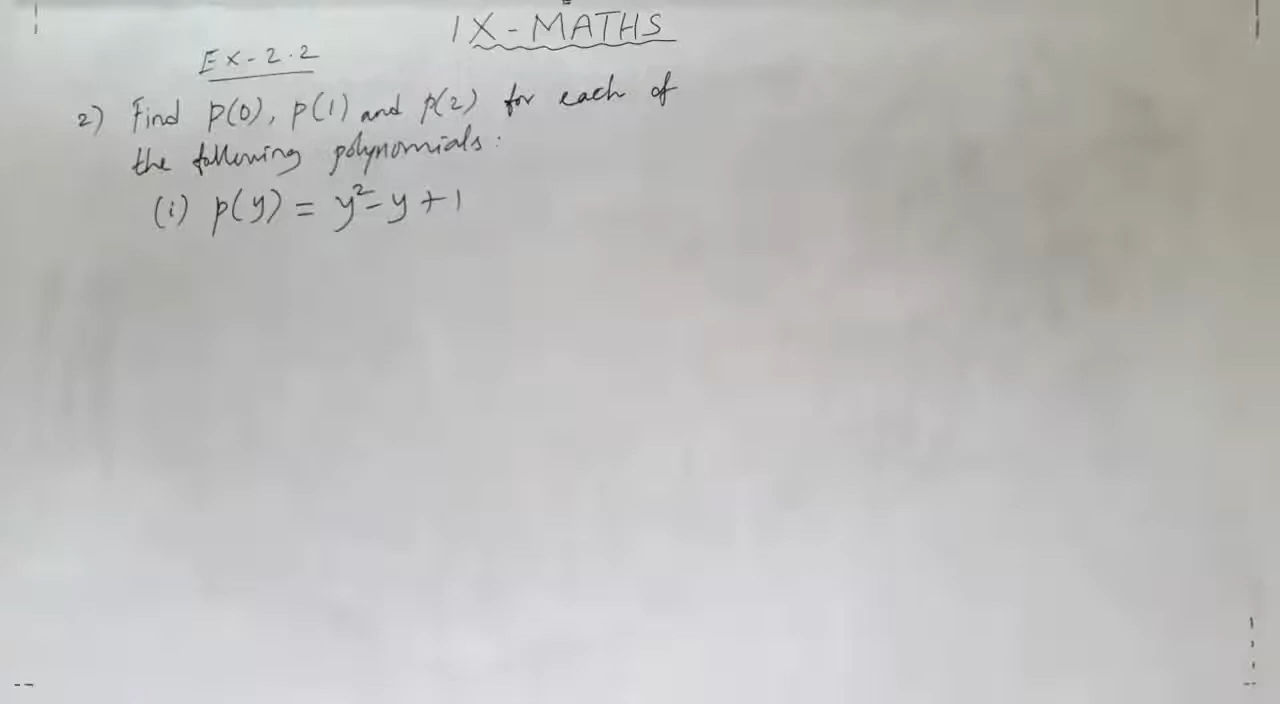 IX - MATHS
Ex - 2.2
2) Find p(0), p(1) and p(2) for each of
the following polynomials:
(i) p(y) = y² - y + 1